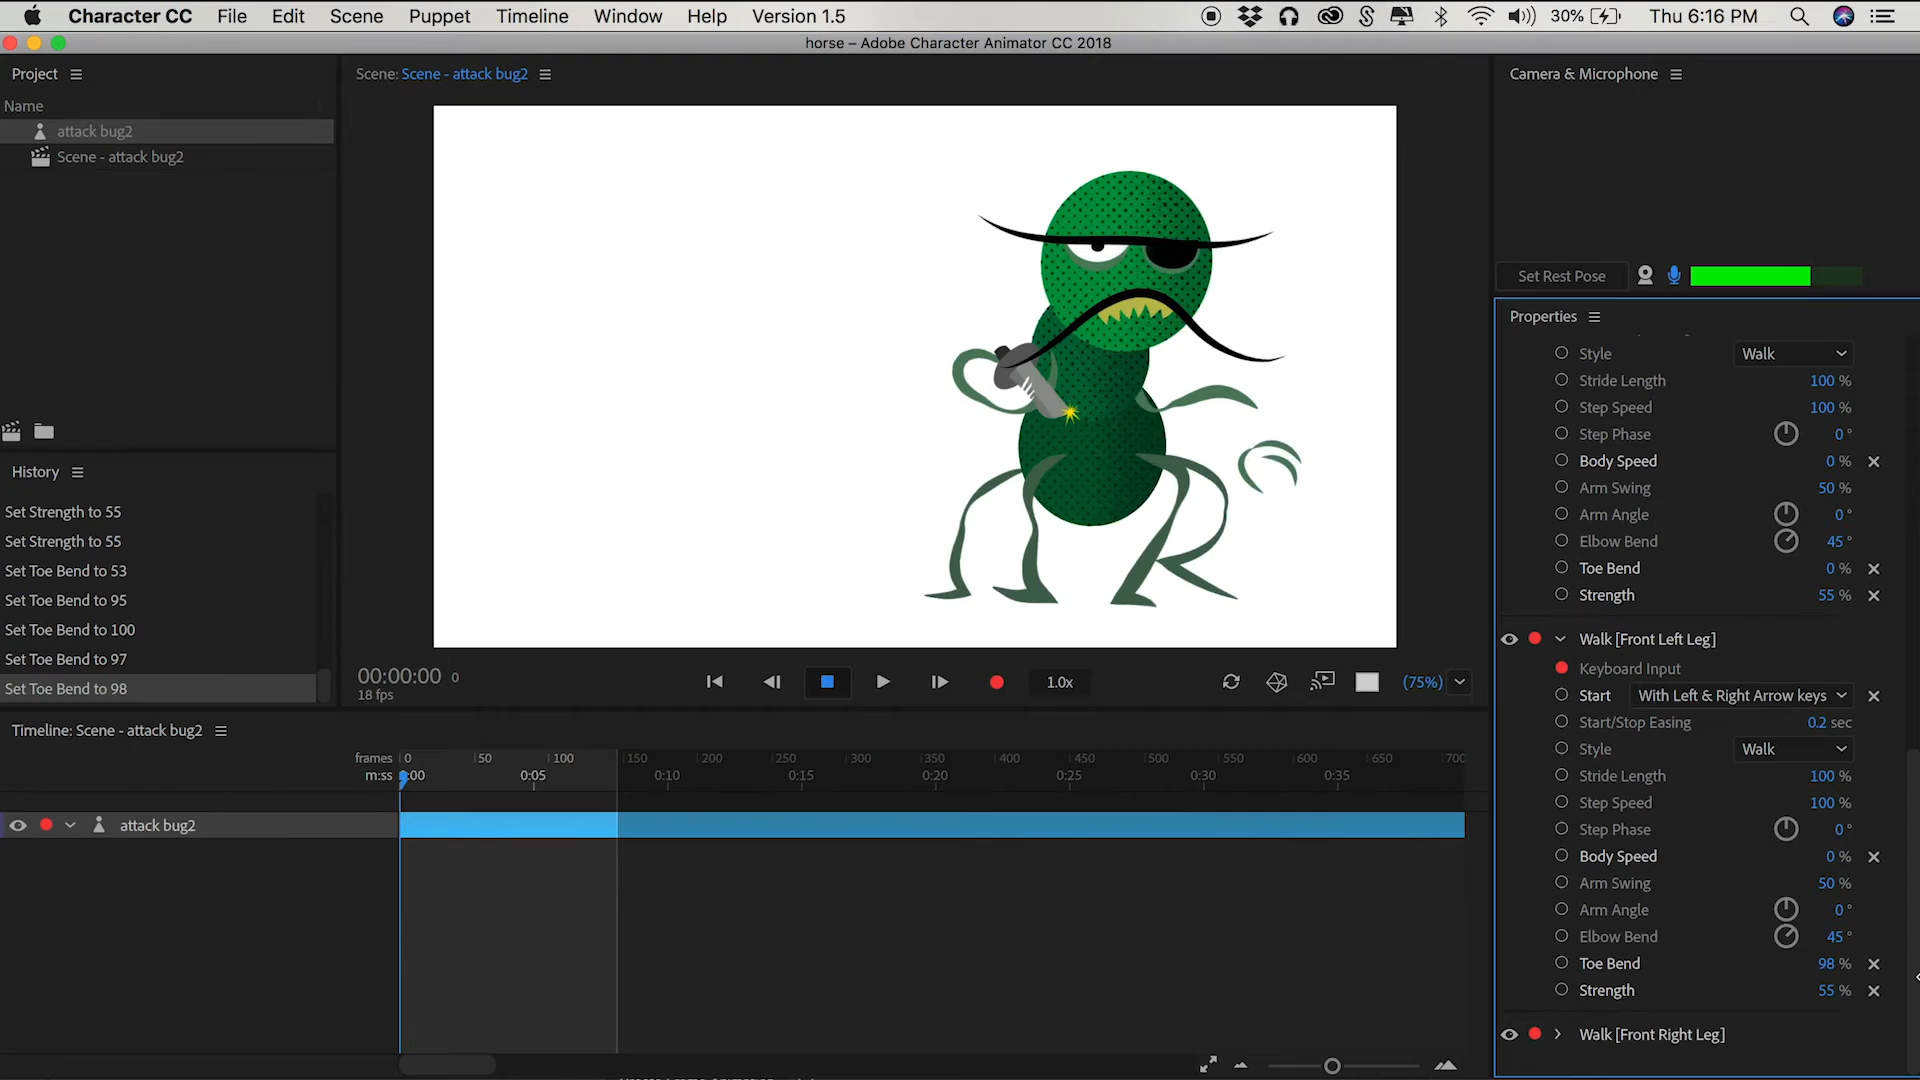 Character CC File Edit Scene Puppet Timeline Window Help Version 1.5 30% Thu 6:16 PM
horse – Adobe Character Animator CC 2018
Project
Name
attack bug2
Scene - attack bug2
History
Set Strength to 55
Set Strength to 55
Set Toe Bend to 53
Set Toe Bend to 95
Set Toe Bend to 100
Set Toe Bend to 97
Set Toe Bend to 98
Scene: Scene - attack bug2
00:00:00 0
18 fps
1.0x
(75%)
Camera & Microphone
Set Rest Pose
Properties
Style Walk
Stride Length 100 %
Step Speed 100 %
Step Phase 0 °
Body Speed 0 %
Arm Swing 50 %
Arm Angle 0 °
Elbow Bend 45 °
Toe Bend 0 %
Strength 55 %
Walk [Front Left Leg]
Keyboard Input
Start With Left & Right Arrow keys
Start/Stop Easing 0.2 sec
Style Walk
Stride Length 100 %
Step Speed 100 %
Step Phase 0 °
Body Speed 0 %
Arm Swing 50 %
Arm Angle 0 °
Elbow Bend 45 °
Toe Bend 98 %
Strength 55 %
Walk [Front Right Leg]
Timeline: Scene - attack bug2
frames 0 50 100 150 200 250 300 350 400 450 500 550 600 650 700
m:ss 0:00 0:05 0:10 0:15 0:20 0:25 0:30 0:35
attack bug2